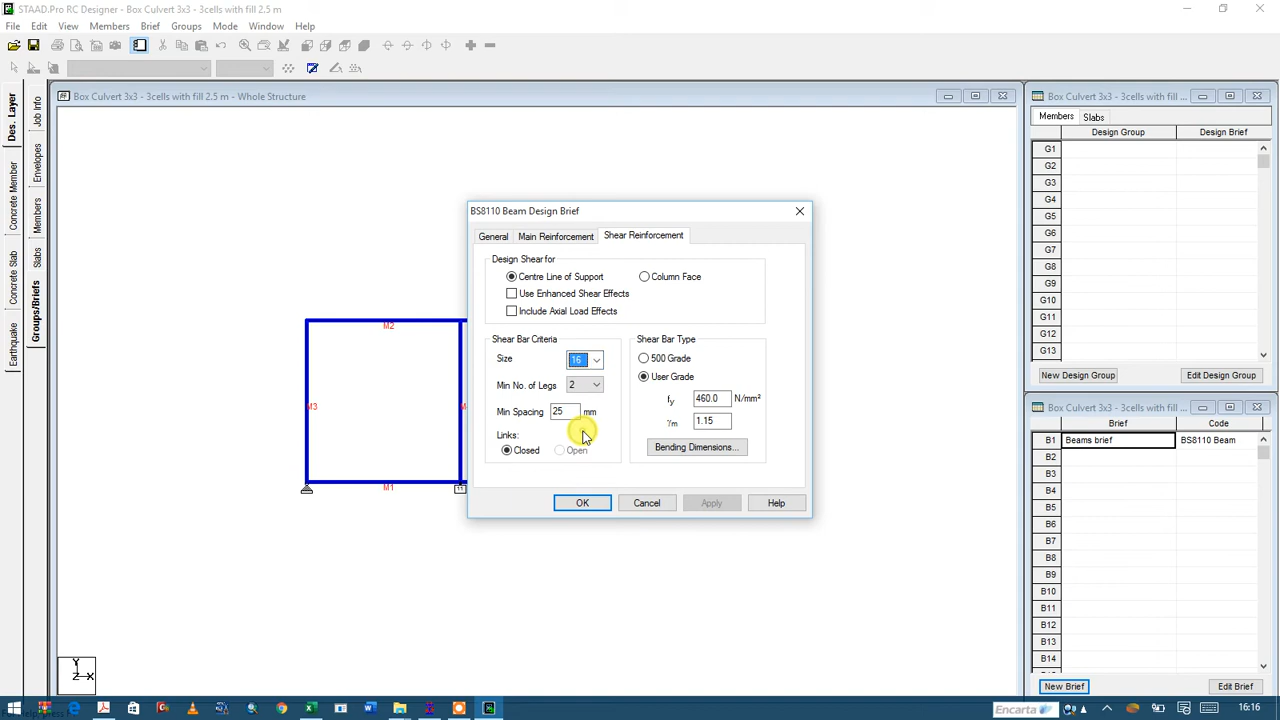 STAAD.Pro RC Designer - Box Culvert 3x3 - 3cells with fill 2.5 m
File Edit View Members Brief Groups Mode Window Help
Des. Layer
Job Info
Envelopes
Concrete Member
Members
Concrete Slab
Slabs
Groups/Briefs
Earthquake
Box Culvert 3x3 - 3cells with fill 2.5 m - Whole Structure
M2
M3
M1
11
Y
Z X
BS8110 Beam Design Brief
General Main Reinforcement Shear Reinforcement
Design Shear for
Centre Line of Support Column Face
Use Enhanced Shear Effects
Include Axial Load Effects
Shear Bar Criteria
Size 16
Min No. of Legs 2
Min Spacing 25 mm
Links:
Closed Open
Shear Bar Type
500 Grade
User Grade
fy 460.0 N/mm²
γm 1.15
Bending Dimensions...
OK Cancel Apply Help
Box Culvert 3x3 - 3cells with fill ...
Members Slabs
Design Group Design Brief
G1
G2
G3
G4
G5
G6
G7
G8
G9
G10
G11
G12
G13
New Design Group Edit Design Group
Box Culvert 3x3 - 3cells with fill ...
Brief Code
B1 Beams brief BS8110 Beam
B2
B3
B4
B5
B6
B7
B8
B9
B10
B11
B12
B13
B14
New Brief Edit Brief
Encarta
16:16